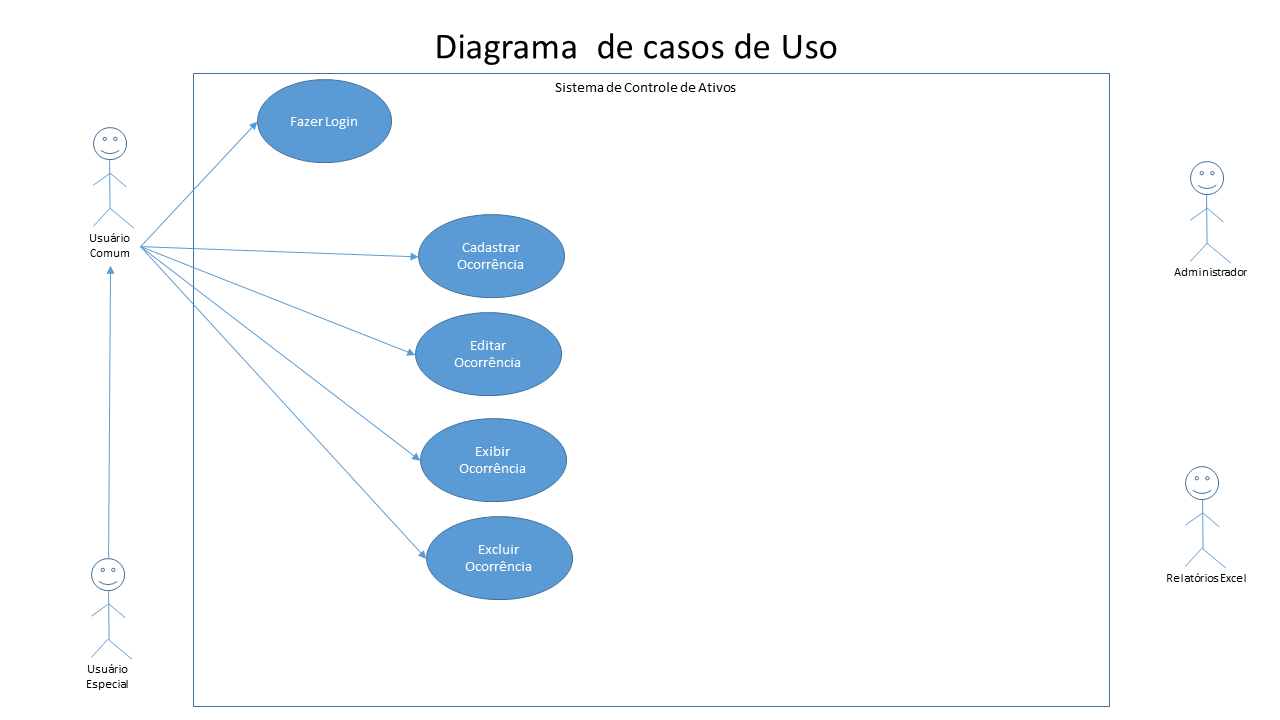 Diagrama  de casos de Uso
Sistema de Controle de Ativos
Fazer Login
Usuário
Comum
Cadastrar
Ocorrência
Administrador
Editar
Ocorrência
Exibir
Ocorrência
Excluir
Ocorrência
Relatórios Excel
Usuário
Especial